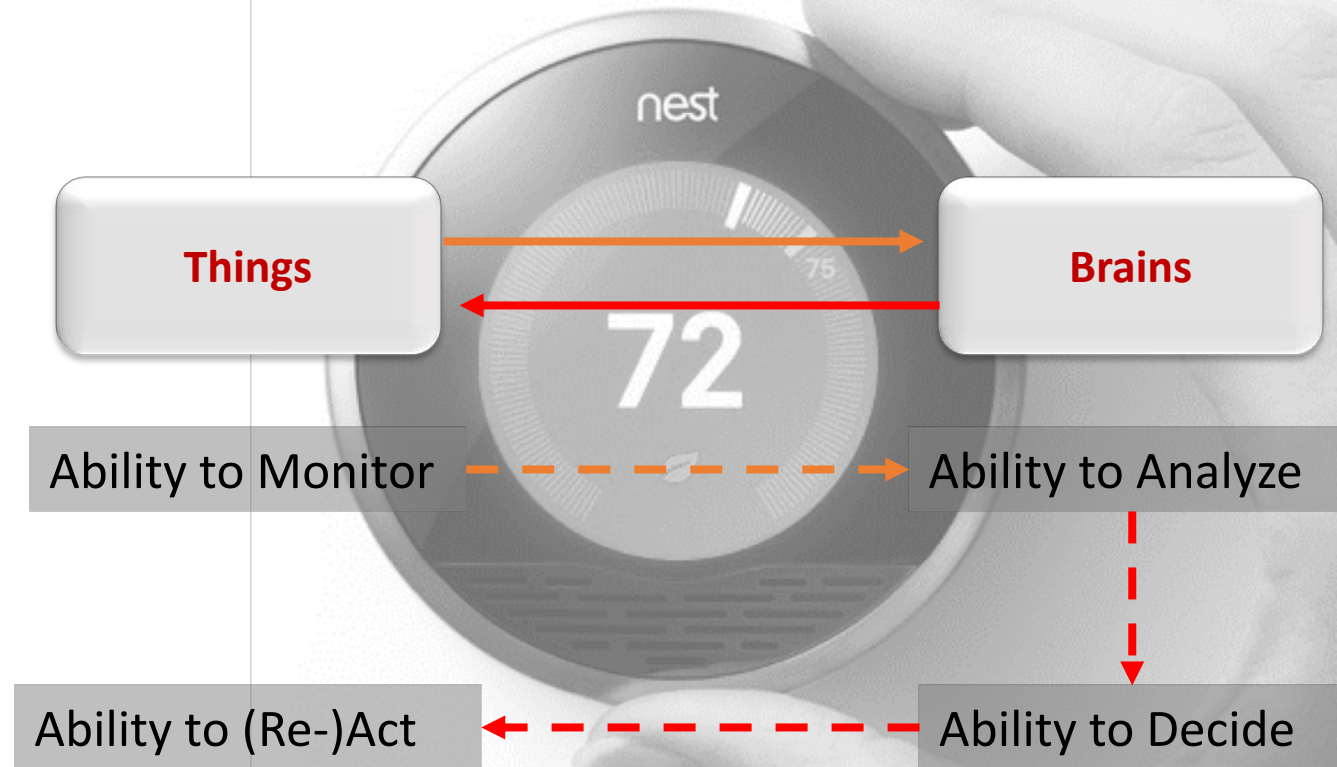 nest
Things
Brains
75
72
Ability to Monitor
Ability to Analyze
Ability to (Re-)Act
Ability to Decide